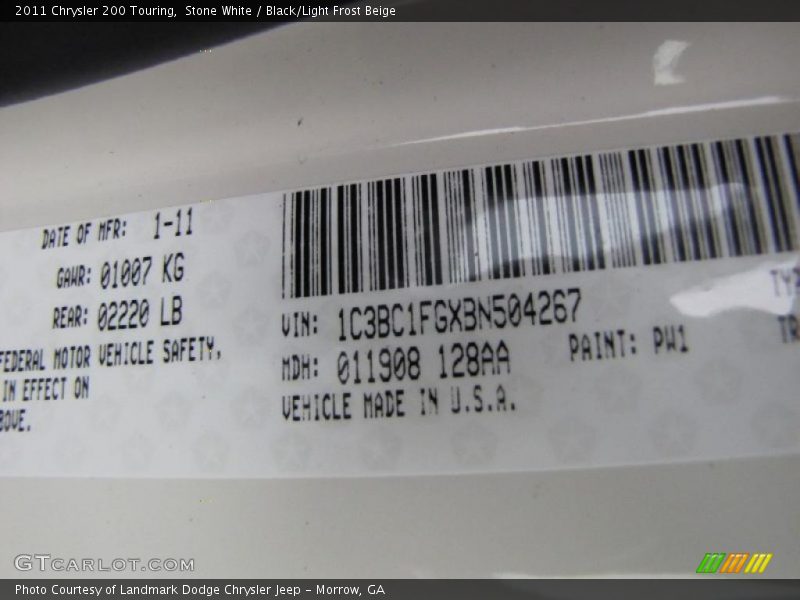 2011 Chrysler 200 Touring,  Stone White / Black/Light Frost Beige
DATE OF MFR: 1-11
GAWR: 01007 KG
REAR: 02220 LB
FEDERAL MOTOR VEHICLE SAFETY,
IN EFFECT ON
VIN: 1C3BC1FGXBN504267
MDH: 011908 128AA
PAINT: PW1
VEHICLE MADE IN U.S.A.
GTCARLOT.COM
Photo Courtesy of Landmark Dodge Chrysler Jeep – Morrow, GA